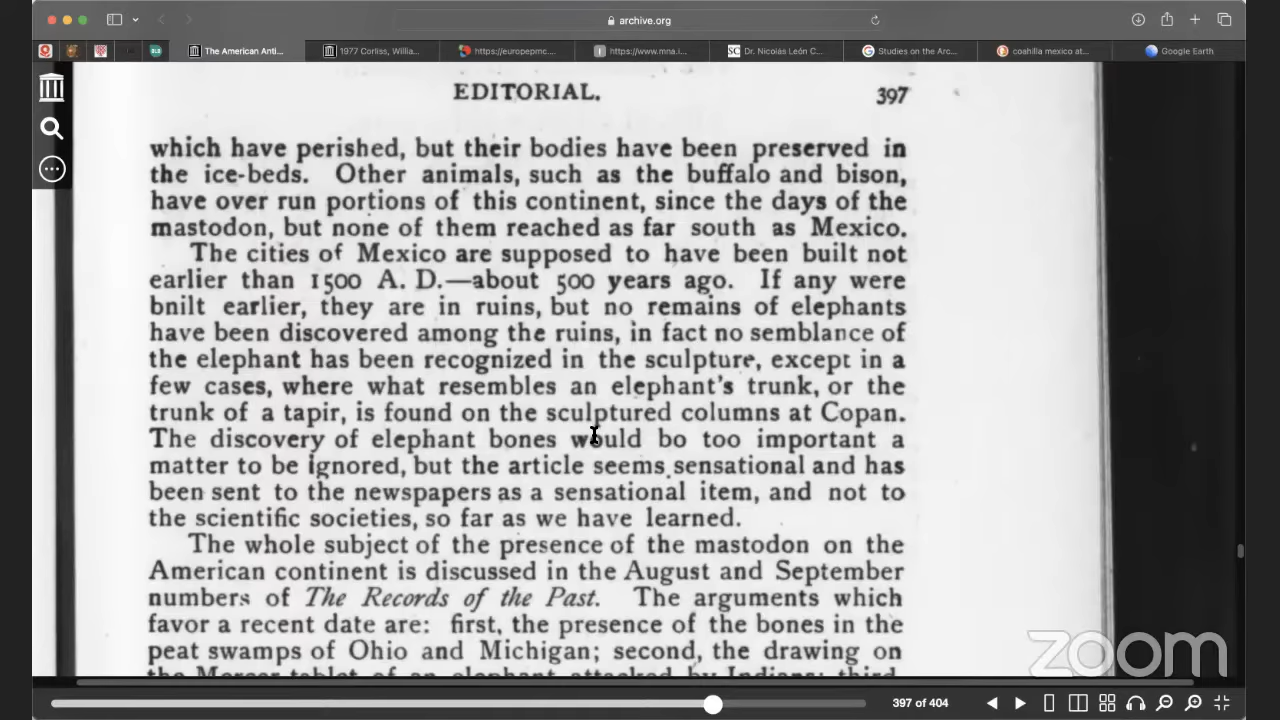 archive.org
The American Anti...
1977 Corliss, Willia...
https://europepmc....
https://www.mna.i...
Dr. Nicolás León C...
Studies on the Arc...
coahilla mexico at...
Google Earth
EDITORIAL.
397
which have perished, but their bodies have been preserved in
the ice-beds. Other animals, such as the buffalo and bison,
have over run portions of this continent, since the days of the
mastodon, but none of them reached as far south as Mexico.
The cities of Mexico are supposed to have been built not
earlier than 1500 A. D.—about 500 years ago. If any were
bnilt earlier, they are in ruins, but no remains of elephants
have been discovered among the ruins, in fact no semblance of
the elephant has been recognized in the sculpture, except in a
few cases, where what resembles an elephant's trunk, or the
trunk of a tapir, is found on the sculptured columns at Copan.
The discovery of elephant bones would bo too important a
matter to be ignored, but the article seems sensational and has
been sent to the newspapers as a sensational item, and not to
the scientific societies, so far as we have learned.
The whole subject of the presence of the mastodon on the
American continent is discussed in the August and September
numbers of The Records of the Past. The arguments which
favor a recent date are: first, the presence of the bones in the
peat swamps of Ohio and Michigan; second, the drawing on
the Mercer tablet of an elephant attacked by Indians; third,
zoom
397 of 404